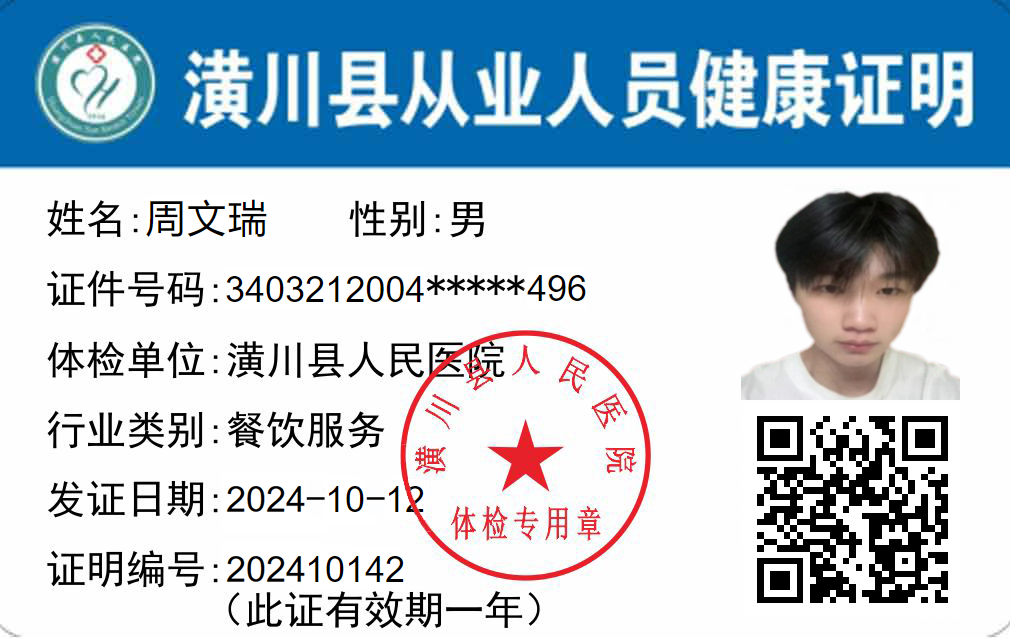 潢川县从业人员健康证明
姓名:周文瑞 性别:男
证件号码:3403212004*****496
体检单位:潢川县人民医院
行业类别:餐饮服务
发证日期:2024-10-12
证明编号:202410142
(此证有效期一年)
潢川县人民医院
体检专用章